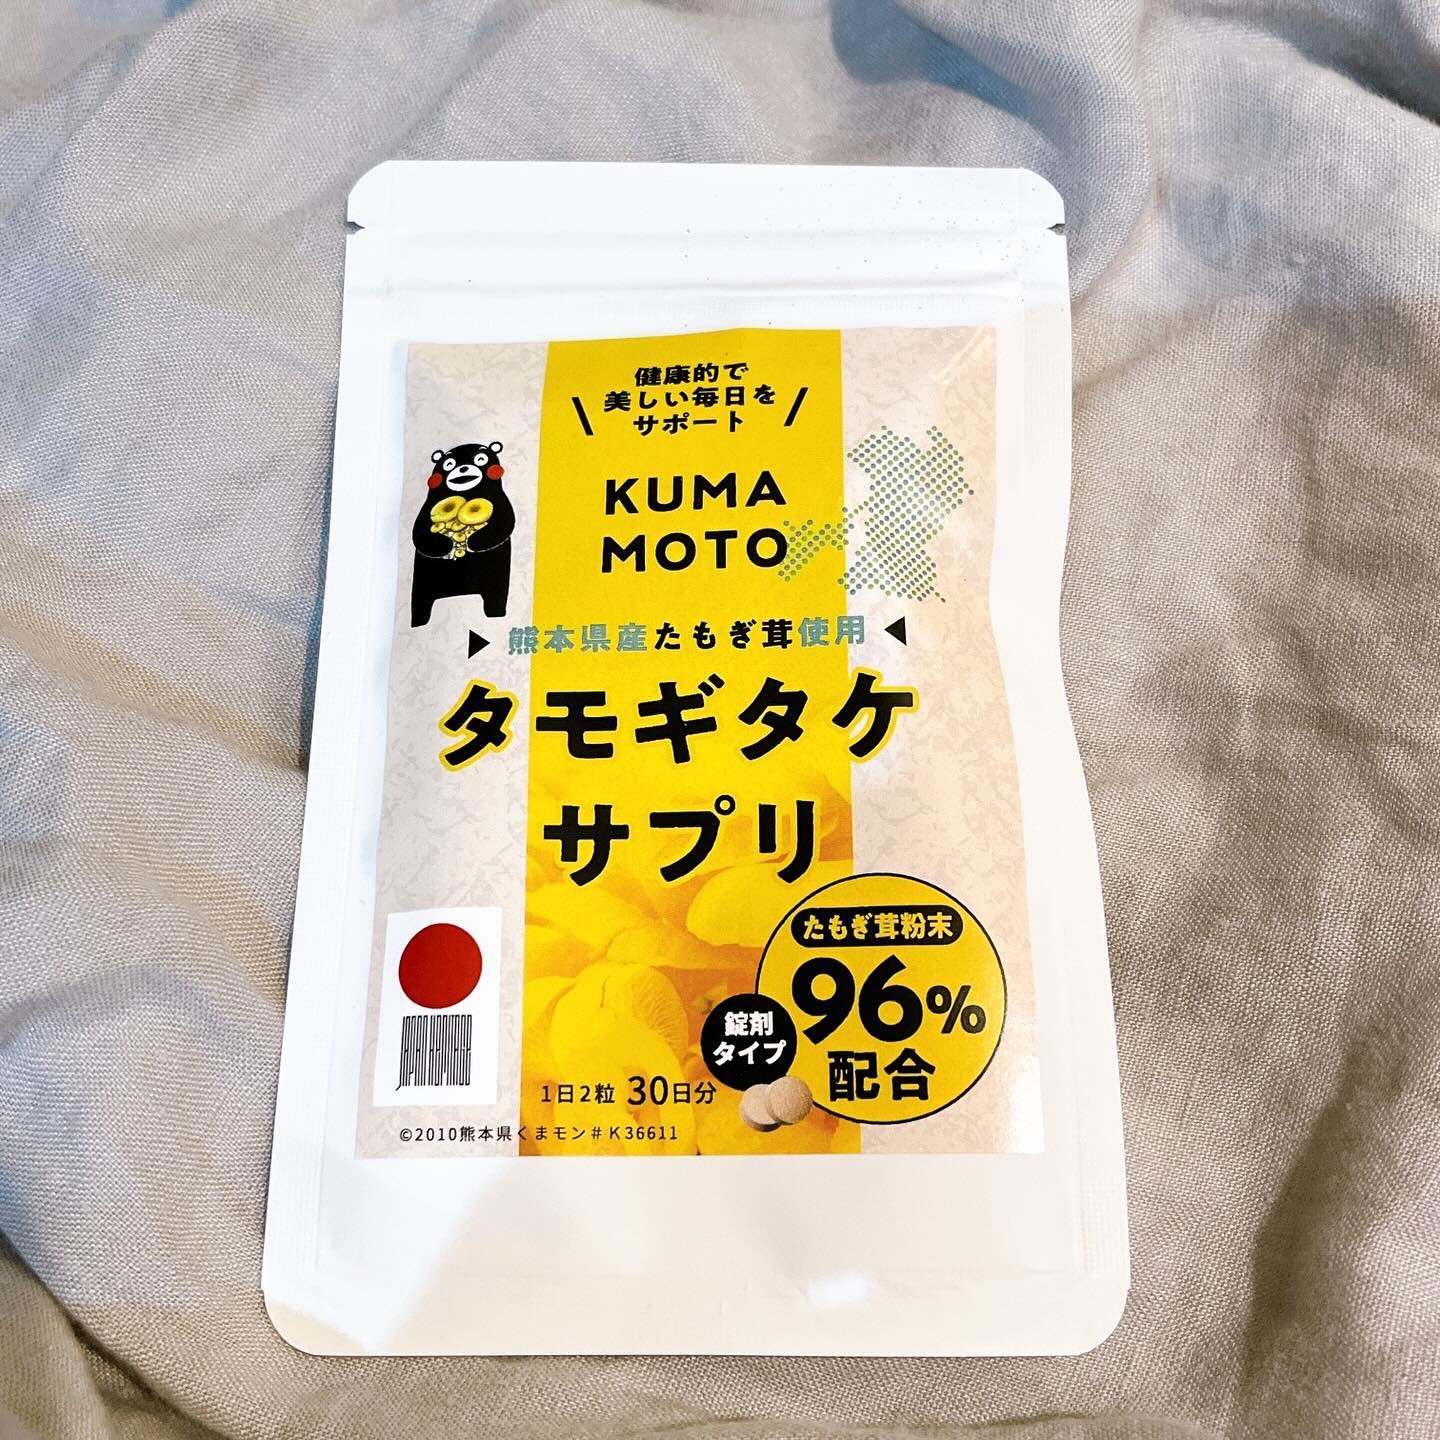 健康的で
美しい毎日を
サポート
KUMA
MOTO
熊本県産たもぎ茸使用
タモギタケ
サプリ
たもぎ茸粉末
96%
配合
錠剤
タイプ
JAPAN HOMMAGE
1日2粒 30日分
©2010熊本県くまモン#K36611